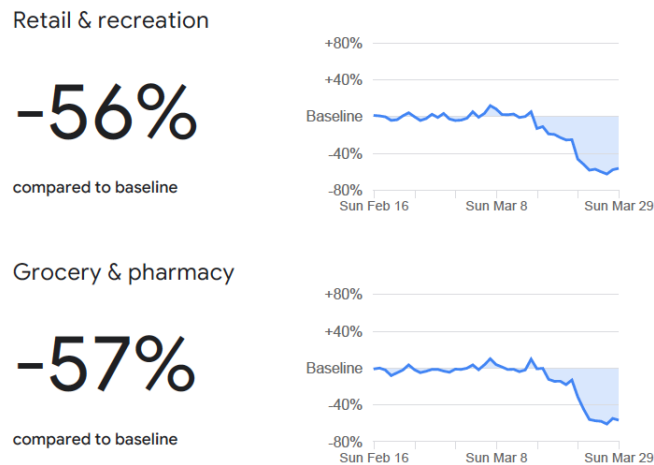 Retail & recreation
-56%
compared to baseline
+80%
+40%
Baseline
-40%
-80%
Sun Feb 16 Sun Mar 8 Sun Mar 29
Grocery & pharmacy
-57%
compared to baseline
+80%
+40%
Baseline
-40%
-80%
Sun Feb 16 Sun Mar 8 Sun Mar 29